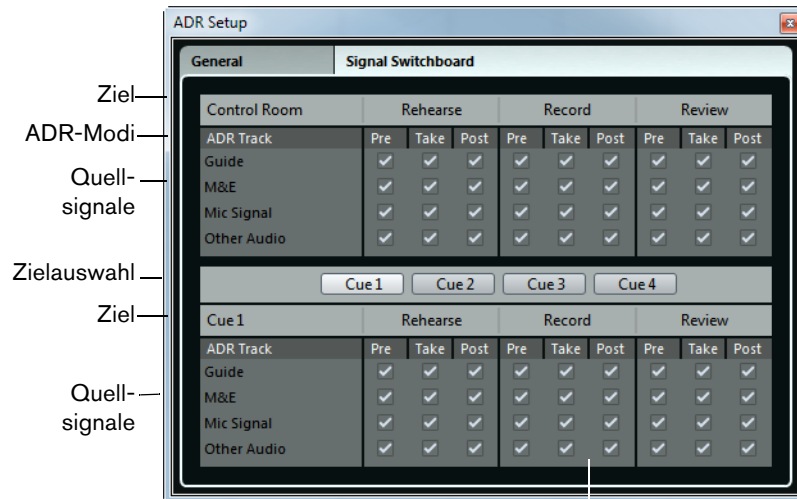 ADR Setup
General Signal Switchboard
Ziel
Control Room Rehearse Record Review
ADR-Modi
ADR Track Pre Take Post Pre Take Post Pre Take Post
Quell-
signale
Guide
M&E
Mic Signal
Other Audio
Zielauswahl
Cue 1 Cue 2 Cue 3 Cue 4
Ziel
Cue 1 Rehearse Record Review
ADR Track Pre Take Post Pre Take Post Pre Take Post
Quell-
signale
Guide
M&E
Mic Signal
Other Audio